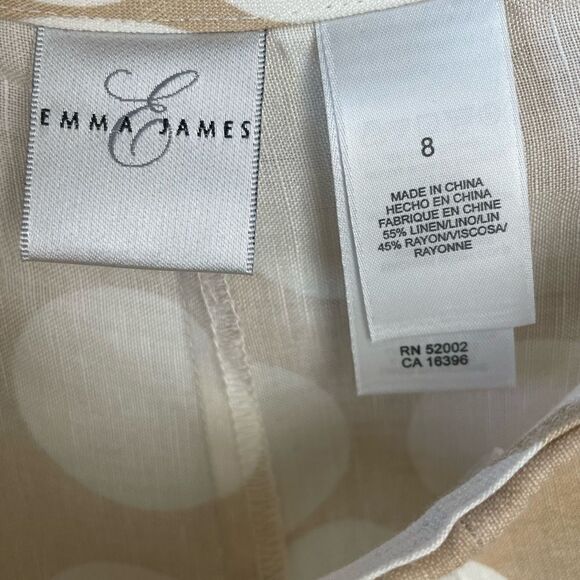 E
EMMA JAMES
8
MADE IN CHINA
HECHO EN CHINA
FABRIQUE EN CHINE
55% LINEN/LINO/LIN
45% RAYON/VISCOSA/
RAYONNE
RN 52002
CA 16396